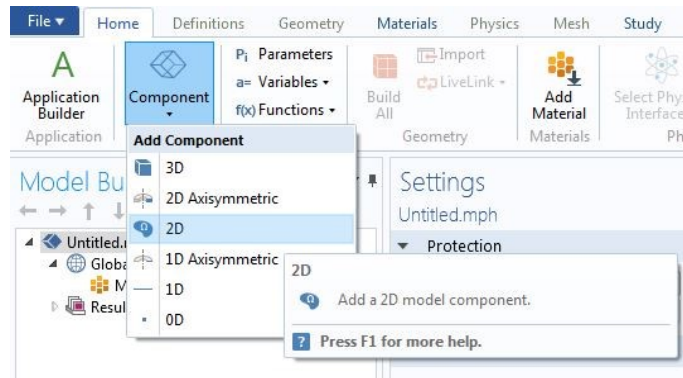 File Home Definitions Geometry Materials Physics Mesh Study
A
Application Builder
Component
Pi Parameters
a= Variables
f(x) Functions
Build All
Import
LiveLink
Add Material
Select Phy
Interface
Application
Geometry
Materials
Ph
Add Component
3D
2D Axisymmetric
2D
1D Axisymmetric
1D
0D
Model Bu
Untitled.
Globa
M
Resul
Settings
Untitled.mph
Protection
2D
Add a 2D model component.
? Press F1 for more help.